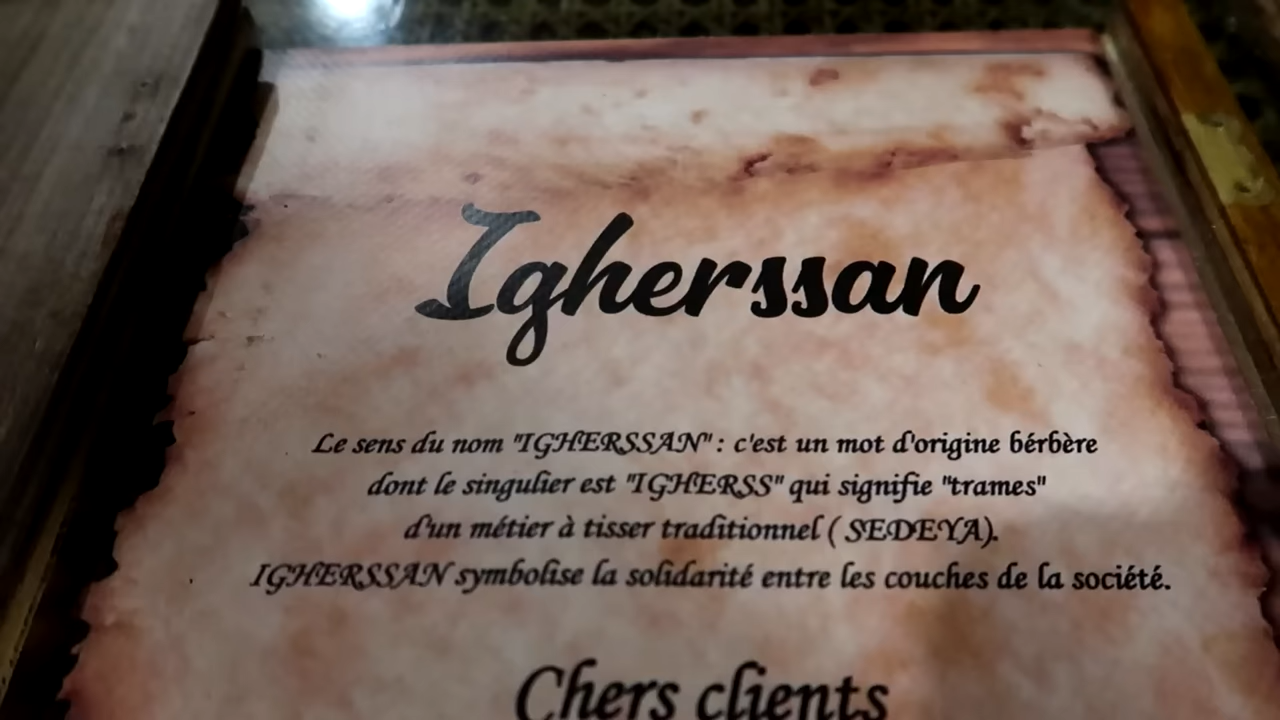 Igherssan
Le sens du nom "IGHERSSAN" : c'est un mot d'origine bérbère
dont le singulier est "IGHERSS" qui signifie "trames"
d'un métier à tisser traditionnel ( SEDEYA).
IGHERSSAN symbolise la solidarité entre les couches de la société.
Chers clients